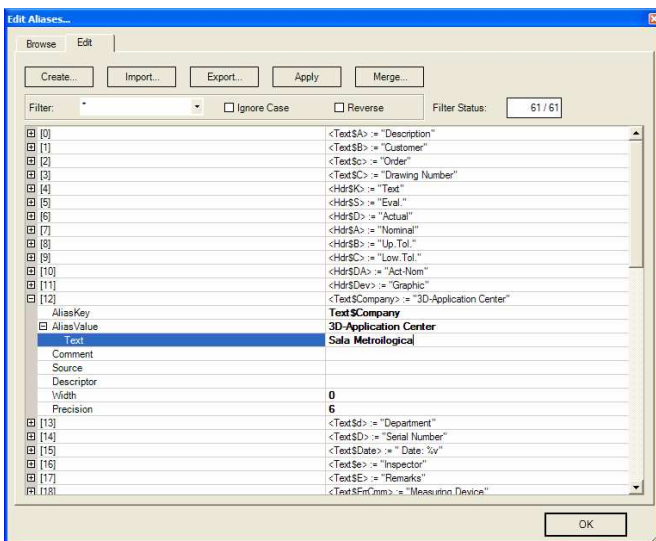 Edit Aliases...
Browse Edit
Create... Import... Export... Apply Merge...
Filter: * Ignore Case Reverse Filter Status: 61 / 61
[0] <Text$A> := "Description"
[1] <Text$B> := "Customer"
[2] <Text$c> := "Order"
[3] <Text$C> := "Drawing Number"
[4] <Hdr$K> := "Text"
[5] <Hdr$S> := "Eval."
[6] <Hdr$D> := "Actual"
[7] <Hdr$A> := "Nominal"
[8] <Hdr$B> := "Up.Tol."
[9] <Hdr$C> := "Low.Tol."
[10] <Hdr$DA> := "Act-Nom"
[11] <Hdr$Dev> := "Graphic"
[12] <Text$Company> := "3D-Application Center"
AliasKey Text$Company
AliasValue 3D-Application Center
Text Sala Metroilogica
Comment
Source
Descriptor
Width 0
Precision 6
[13] <Text$d> := "Department"
[14] <Text$D> := "Serial Number"
[15] <Text$Date> := " Date: %v"
[16] <Text$e> := "Inspector"
[17] <Text$E> := "Remarks"
[18] <Text$ErrCmm> := "Measuring Device"
OK